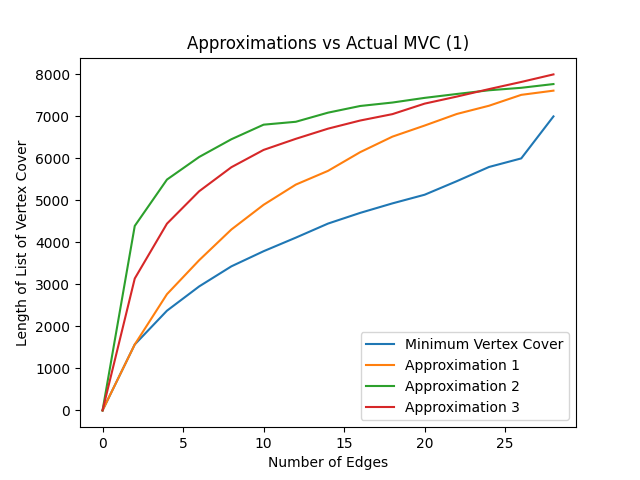 Approximations vs Actual MVC (1)
Length of List of Vertex Cover
8000
7000
6000
5000
4000
3000
2000
1000
0
Minimum Vertex Cover
Approximation 1
Approximation 2
Approximation 3
0 5 10 15 20 25
Number of Edges